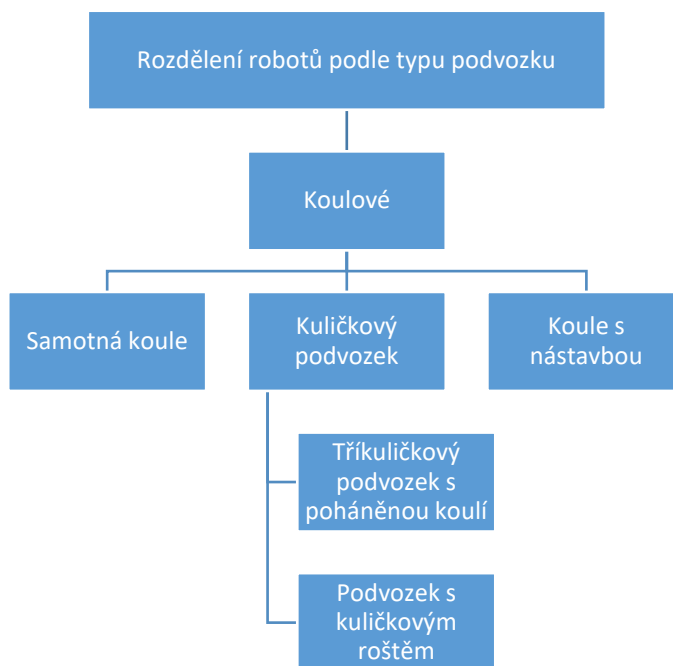 Rozdělení robotů podle typu podvozku
Koulové
Samotná koule
Kuličkový
podvozek
Koule s
nástavbou
Tříkuličkový
podvozek s
poháněnou koulí
Podvozek s
kuličkovým
roštěm